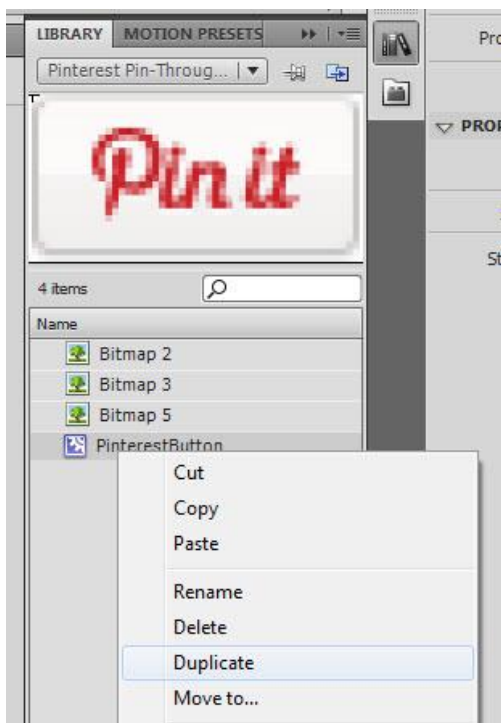 LIBRARY MOTION PRESETS
Pinterest Pin-Throug...
Pin it
4 items
Name
Bitmap 2
Bitmap 3
Bitmap 5
PinterestButton
Cut
Copy
Paste
Rename
Delete
Duplicate
Move to...
Pro
PROP
St